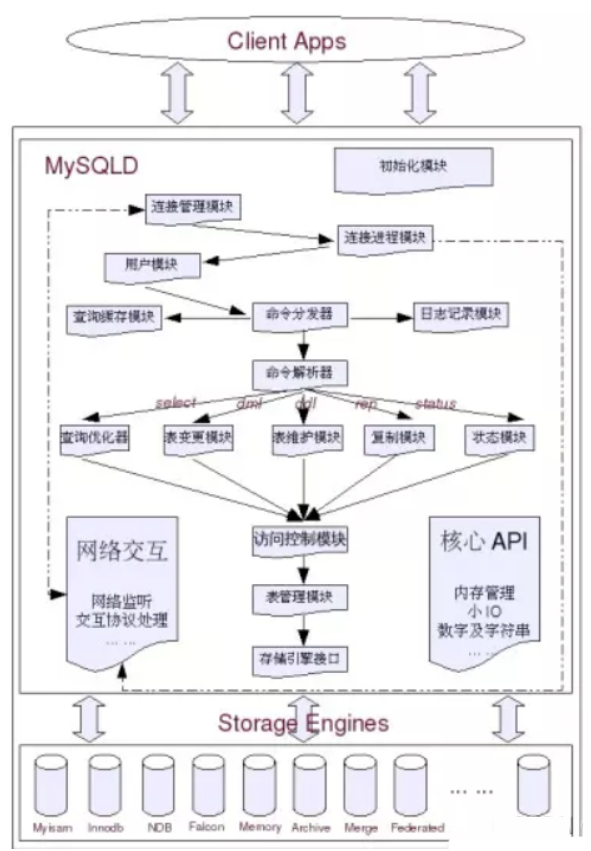 Client Apps
MySQLD
初始化模块
连接管理模块
连接进程模块
用户模块
查询缓存模块
命令分发器
日志记录模块
命令解析器
select
dml
ddl
rep
status
查询优化器
表变更模块
表维护模块
复制模块
状态模块
网络交互
网络监听
交互协议处理
... ...
访问控制模块
表管理模块
存储引擎接口
核心 API
内存管理
小 IO
数字及字符串
... ...
Storage Engines
... ...
Myisam
Innodb
NDB
Falcon
Memory
Archive
Merge
Federated